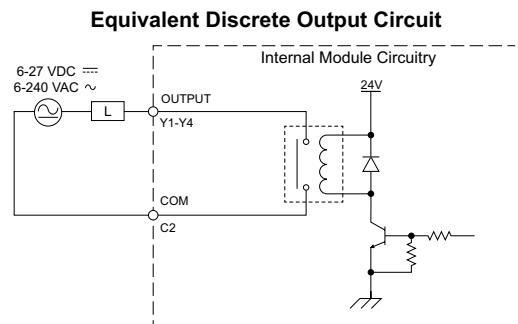 Equivalent Discrete Output Circuit
Internal Module Circuitry
6-27 VDC ⎓
6-240 VAC ∿
24V
OUTPUT
L
Y1-Y4
COM
C2